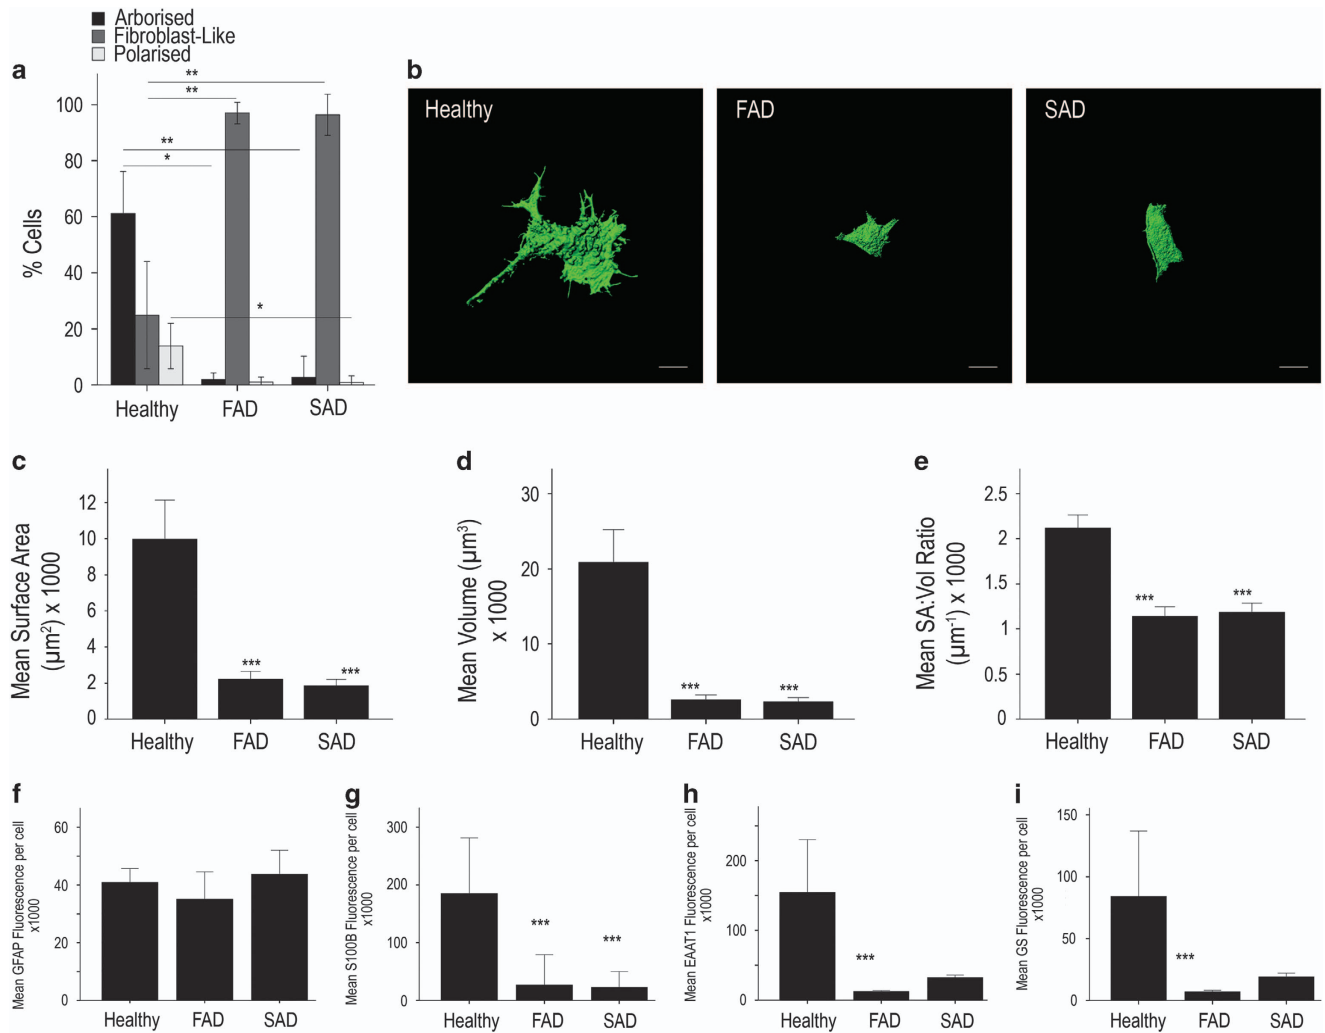 Arborised
Fibroblast-Like
Polarised
a
% Cells
100
80
60
40
20
0
**
**
**
*
*
Healthy FAD SAD
b
Healthy
FAD
SAD
c
Mean Surface Area
(µm²) x 1000
12
10
8
6
4
2
0
***
***
Healthy FAD SAD
d
Mean Volume (µm³)
x 1000
30
20
10
0
***
***
Healthy FAD SAD
e
Mean SA:Vol Ratio
(µm⁻¹) x 1000
2.5
2
1.5
1
0.5
0
***
***
Healthy FAD SAD
f
Mean GFAP Fluorescence per cell
x1000
60
40
20
0
Healthy FAD SAD
g
Mean S100B Fluorescence per cell
x1000
300
200
100
0
***
***
Healthy FAD SAD
h
Mean EAAT1 Fluorescence per cell
x1000
200
100
0
***
Healthy FAD SAD
i
Mean GS Fluorescence per cell
x1000
150
100
50
0
***
Healthy FAD SAD